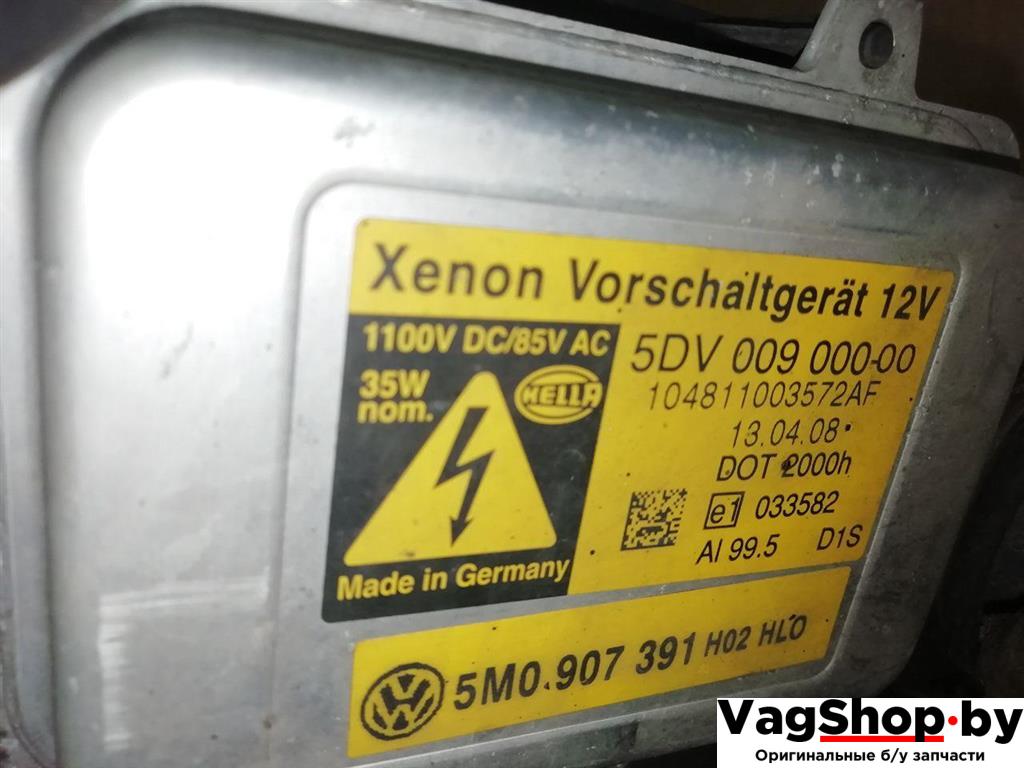 Xenon Vorschaltgerät 12V
1100V DC/85V AC
35W
nom.
HELLA
Made in Germany
5DV 009 000-00
104811003572AF
13.04.08
DOT 2000h
e1 033582
Al 99.5 D1S
5M0.907 391 H02 HLO
VagShop.by
Оригинальные б/у запчасти